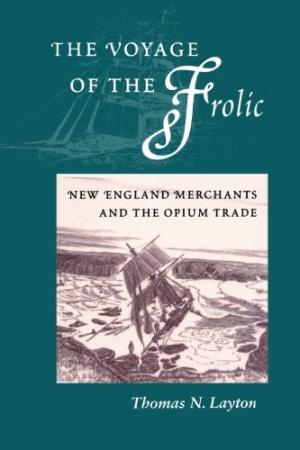 THE VOYAGE
OF THE Frolic
NEW ENGLAND MERCHANTS
AND THE OPIUM TRADE
Thomas N. Layton